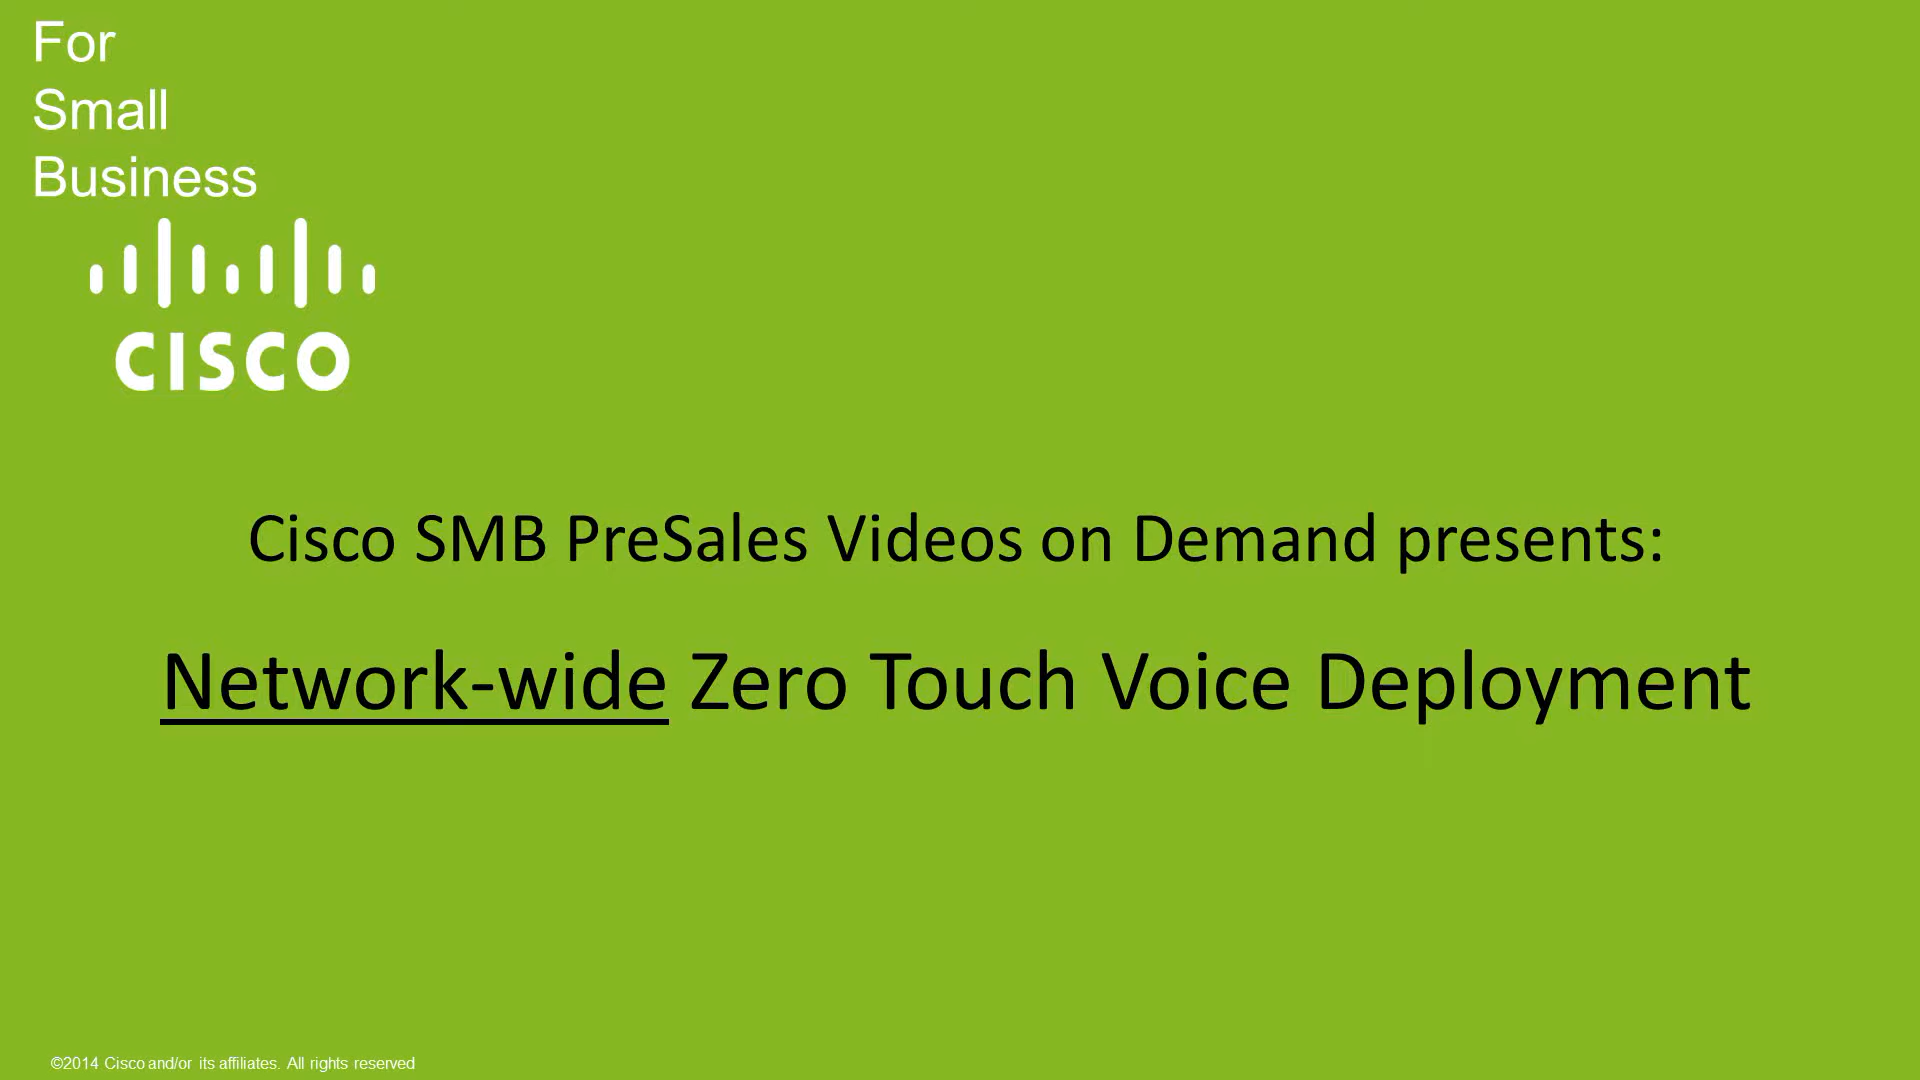 For
Small
Business
CISCO
Cisco SMB PreSales Videos on Demand presents:
Network-wide Zero Touch Voice Deployment
©2014 Cisco and/or its affiliates. All rights reserved